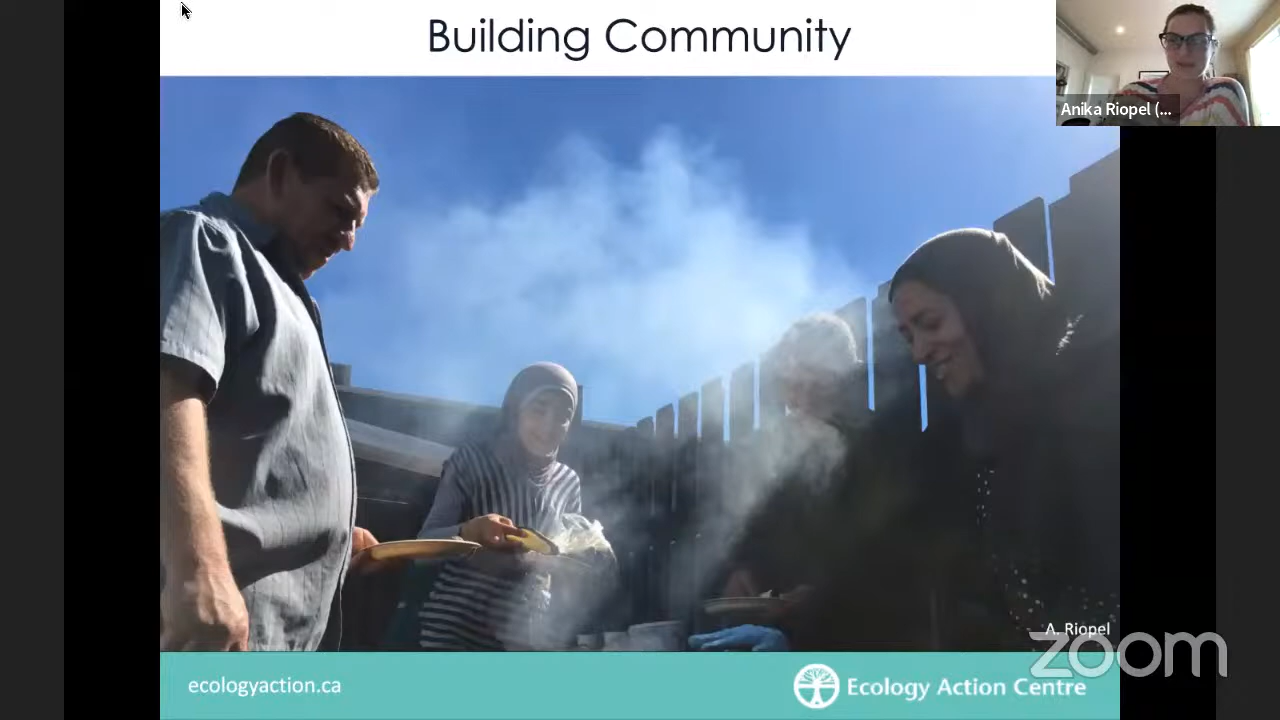 Building Community
Anika Riopel (...
A. Riopel
zoom
ecologyaction.ca
Ecology Action Centre